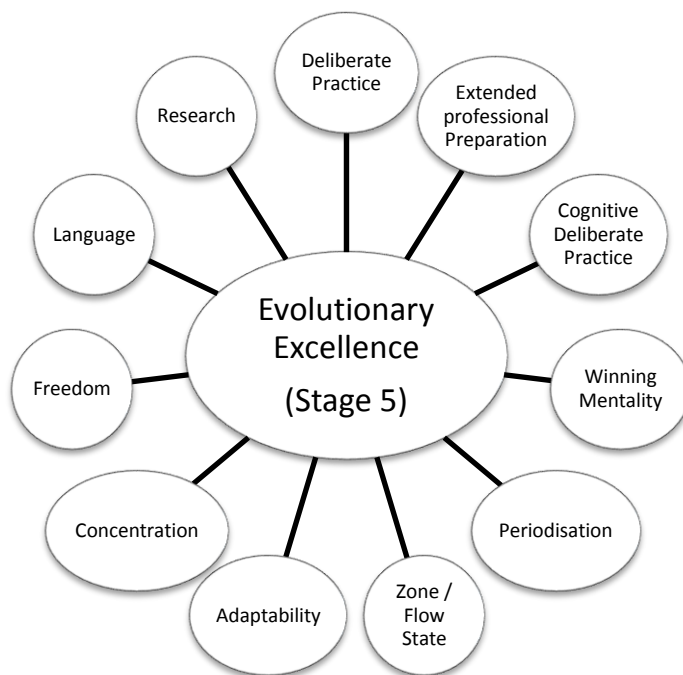 Deliberate
Practice
Extended
professional
Preparation
Cognitive
Deliberate
Practice
Winning
Mentality
Periodisation
Zone /
Flow
State
Adaptability
Concentration
Freedom
Language
Research
Evolutionary
Excellence
(Stage 5)